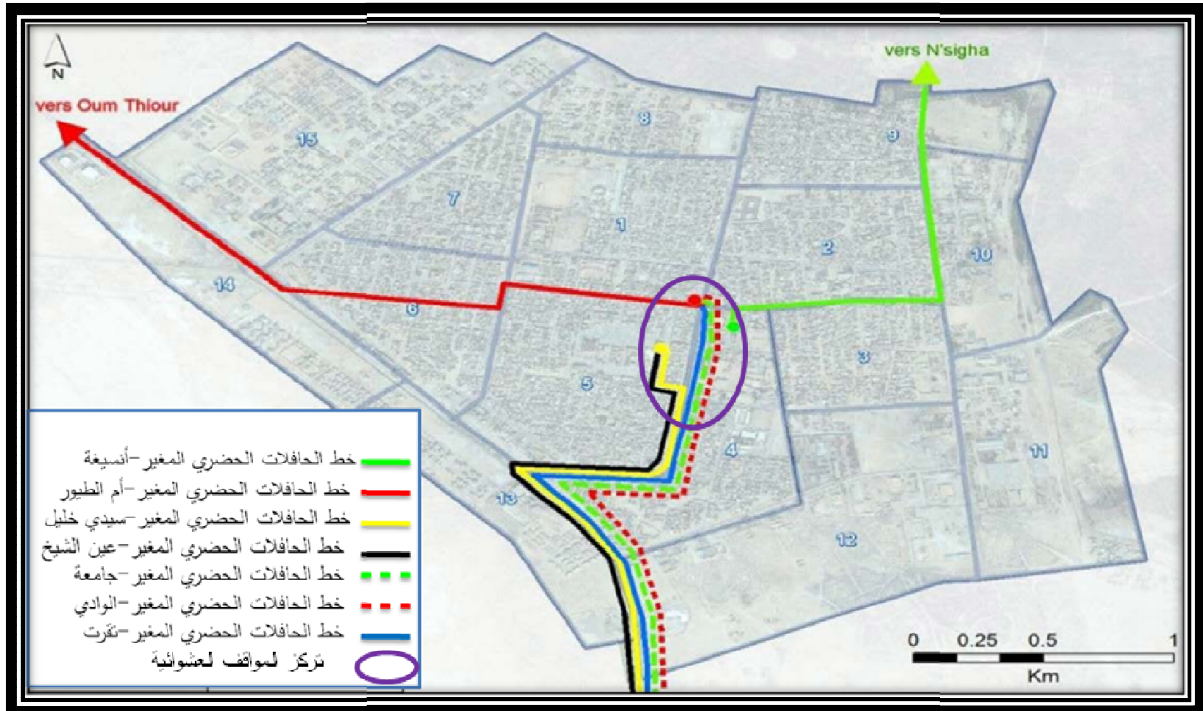 N
vers N'sigha
vers Oum Thiour
8
9
15
7
1
2
10
14
6
3
5
4
11
13
12
خط الحافلات الحضري المغير-أنسيغة
خط الحافلات الحضري المغير-أم الطيور
خط الحافلات الحضري المغير-سيدي خليل
خط الحافلات الحضري المغير-عين الشيخ
خط الحافلات الحضري المغير-جامعة
خط الحافلات الحضري المغير-الوادي
خط الحافلات الحضري المغير-تقرت
تركز لمواقف لعشوائية
0 0.25 0.5 1
Km